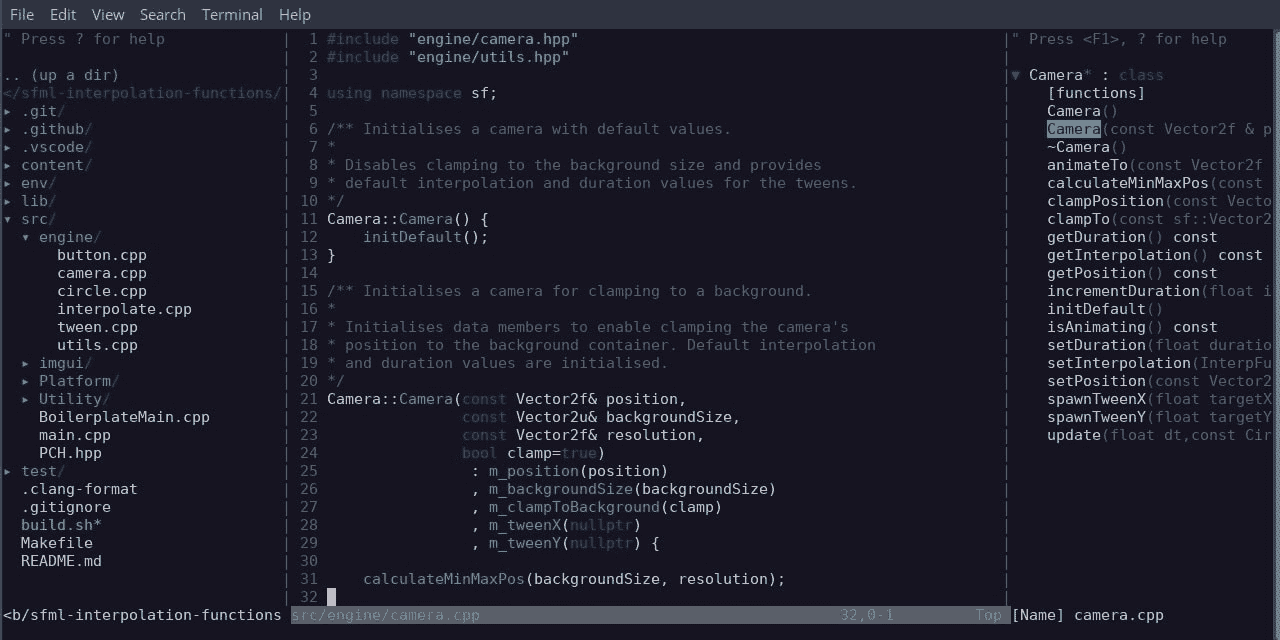 File Edit View Search Terminal Help
" Press ? for help
.. (up a dir)
</sfml-interpolation-functions/
▸ .git/
▸ .github/
▸ .vscode/
▸ content/
▸ env/
▸ lib/
▾ src/
▾ engine/
button.cpp
camera.cpp
circle.cpp
interpolate.cpp
tween.cpp
utils.cpp
▸ imgui/
▸ Platform/
▸ Utility/
BoilerplateMain.cpp
main.cpp
PCH.hpp
▸ test/
.clang-format
.gitignore
build.sh*
Makefile
README.md
<b/sfml-interpolation-functions
1 #include "engine/camera.hpp"
2 #include "engine/utils.hpp"
3
4 using namespace sf;
5
6 /** Initialises a camera with default values.
7 *
8 * Disables clamping to the background size and provides
9 * default interpolation and duration values for the tweens.
10 */
11 Camera::Camera() {
12     initDefault();
13 }
14
15 /** Initialises a camera for clamping to a background.
16 *
17 * Initialises data members to enable clamping the camera's
18 * position to the background container. Default interpolation
19 * and duration values are initialised.
20 */
21 Camera::Camera(const Vector2f& position,
22                const Vector2u& backgroundSize,
23                const Vector2f& resolution,
24                bool clamp=true)
25                 : m_position(position)
26                 , m_backgroundSize(backgroundSize)
27                 , m_clampToBackground(clamp)
28                 , m_tweenX(nullptr)
29                 , m_tweenY(nullptr) {
30
31     calculateMinMaxPos(backgroundSize, resolution);
32
src/engine/camera.cpp 32,0-1 Top
" Press <F1>, ? for help
▼ Camera* : class
[functions]
Camera()
Camera(const Vector2f & p
~Camera()
animateTo(const Vector2f
calculateMinMaxPos(const
clampPosition(const Vecto
clampTo(const sf::Vector2
getDuration() const
getInterpolation() const
getPosition() const
incrementDuration(float i
initDefault()
isAnimating() const
setDuration(float duratio
setInterpolation(InterpFu
setPosition(const Vector2
spawnTweenX(float targetX
spawnTweenY(float targetY
update(float dt,const Cir
[Name] camera.cpp